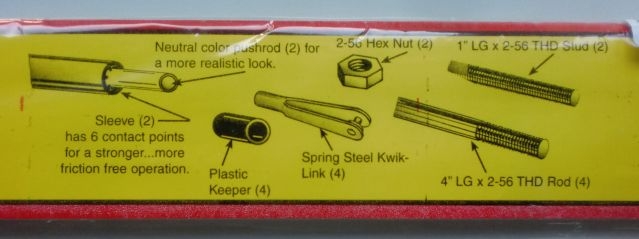 Neutral color pushrod (2) for
a more realistic look.
2-56 Hex Nut (2)
1" LG x 2-56 THD Stud (2)
Sleeve (2)
has 6 contact points
for a stronger...more
friction free operation.
Plastic
Keeper (4)
Spring Steel Kwik-
Link (4)
4" LG x 2-56 THD Rod (4)